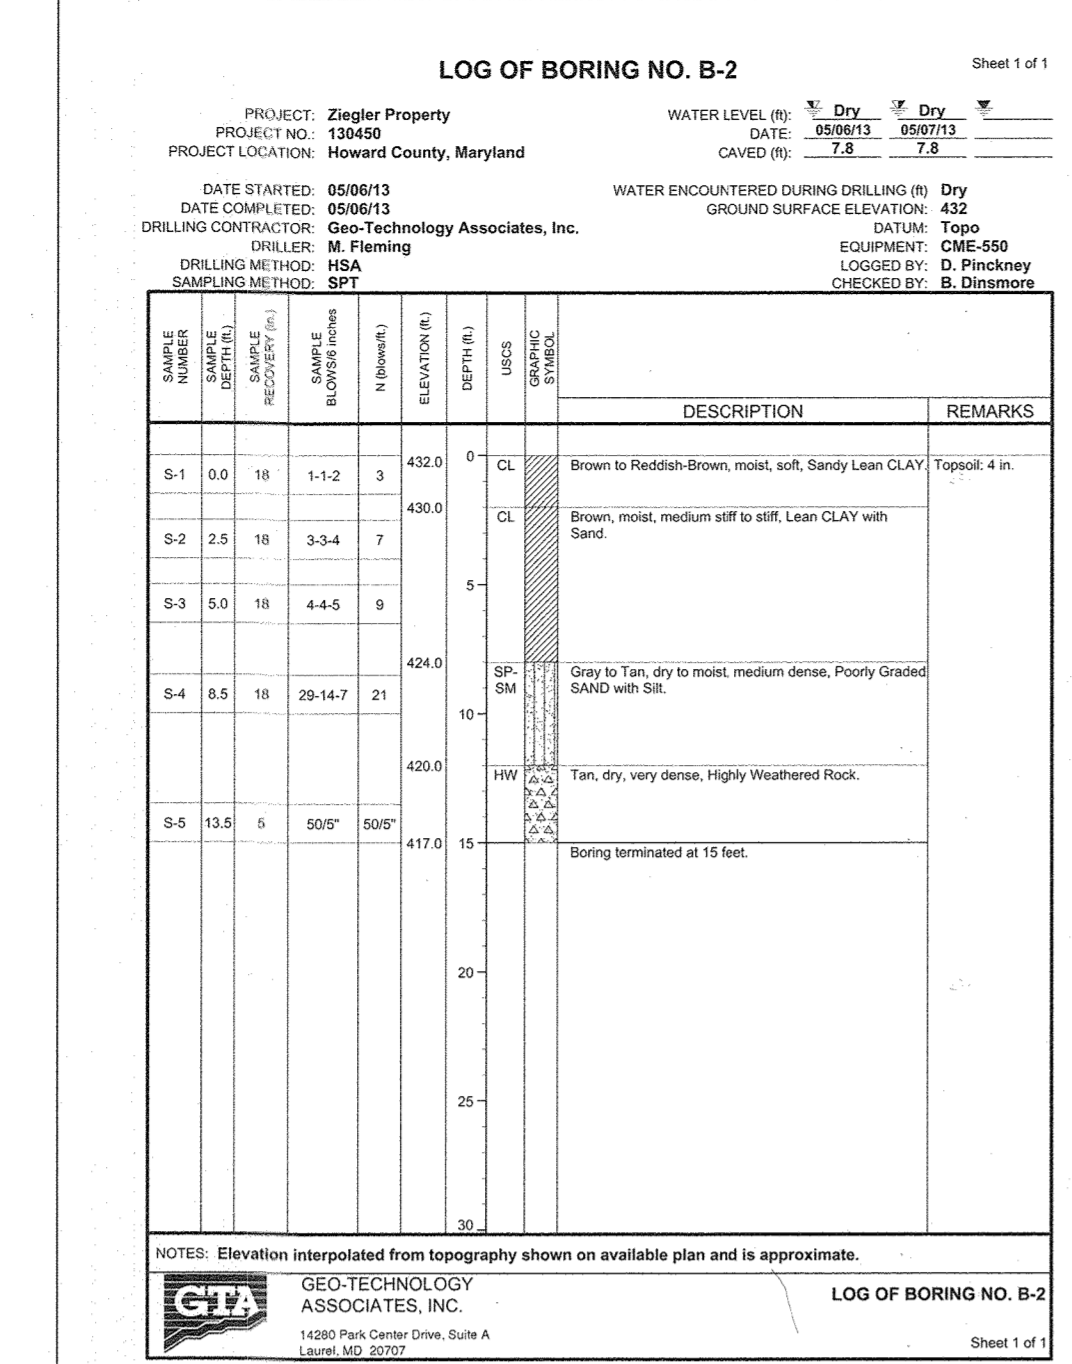 LOG OF BORING NO. B-2
Sheet 1 of 1
PROJECT: Ziegler Property
PROJECT NO.: 130450
PROJECT LOCATION: Howard County, Maryland
WATER LEVEL (ft): Dry Dry
DATE: 05/06/13 05/07/13
CAVED (ft): 7.8 7.8
DATE STARTED: 05/06/13
DATE COMPLETED: 05/06/13
DRILLING CONTRACTOR: Geo-Technology Associates, Inc.
DRILLER: M. Fleming
DRILLING METHOD: HSA
SAMPLING METHOD: SPT
WATER ENCOUNTERED DURING DRILLING (ft) Dry
GROUND SURFACE ELEVATION: 432
DATUM: Topo
EQUIPMENT: CME-550
LOGGED BY: D. Pinckney
CHECKED BY: B. Dinsmore
SAMPLE NUMBER
SAMPLE DEPTH (ft.)
SAMPLE RECOVERY (in.)
SAMPLE BLOWS/6 inches
N (blows/ft.)
ELEVATION (ft.)
DEPTH (ft.)
USCS
GRAPHIC SYMBOL
DESCRIPTION
REMARKS
432.0 0 CL Brown to Reddish-Brown, moist, soft, Sandy Lean CLAY. Topsoil: 4 in.
S-1 0.0 18 1-1-2 3
430.0
CL Brown, moist, medium stiff to stiff, Lean CLAY with
Sand.
S-2 2.5 18 3-3-4 7
5
S-3 5.0 18 4-4-5 9
424.0
SP- Gray to Tan, dry to moist, medium dense, Poorly Graded
SM SAND with Silt.
S-4 8.5 18 29-14-7 21
10
420.0
HW Tan, dry, very dense, Highly Weathered Rock.
S-5 13.5 5 50/5" 50/5"
417.0 15
Boring terminated at 15 feet.
20
25
30
NOTES: Elevation interpolated from topography shown on available plan and is approximate.
GTA
GEO-TECHNOLOGY
ASSOCIATES, INC.
14280 Park Center Drive, Suite A
Laurel, MD 20707
LOG OF BORING NO. B-2
Sheet 1 of 1